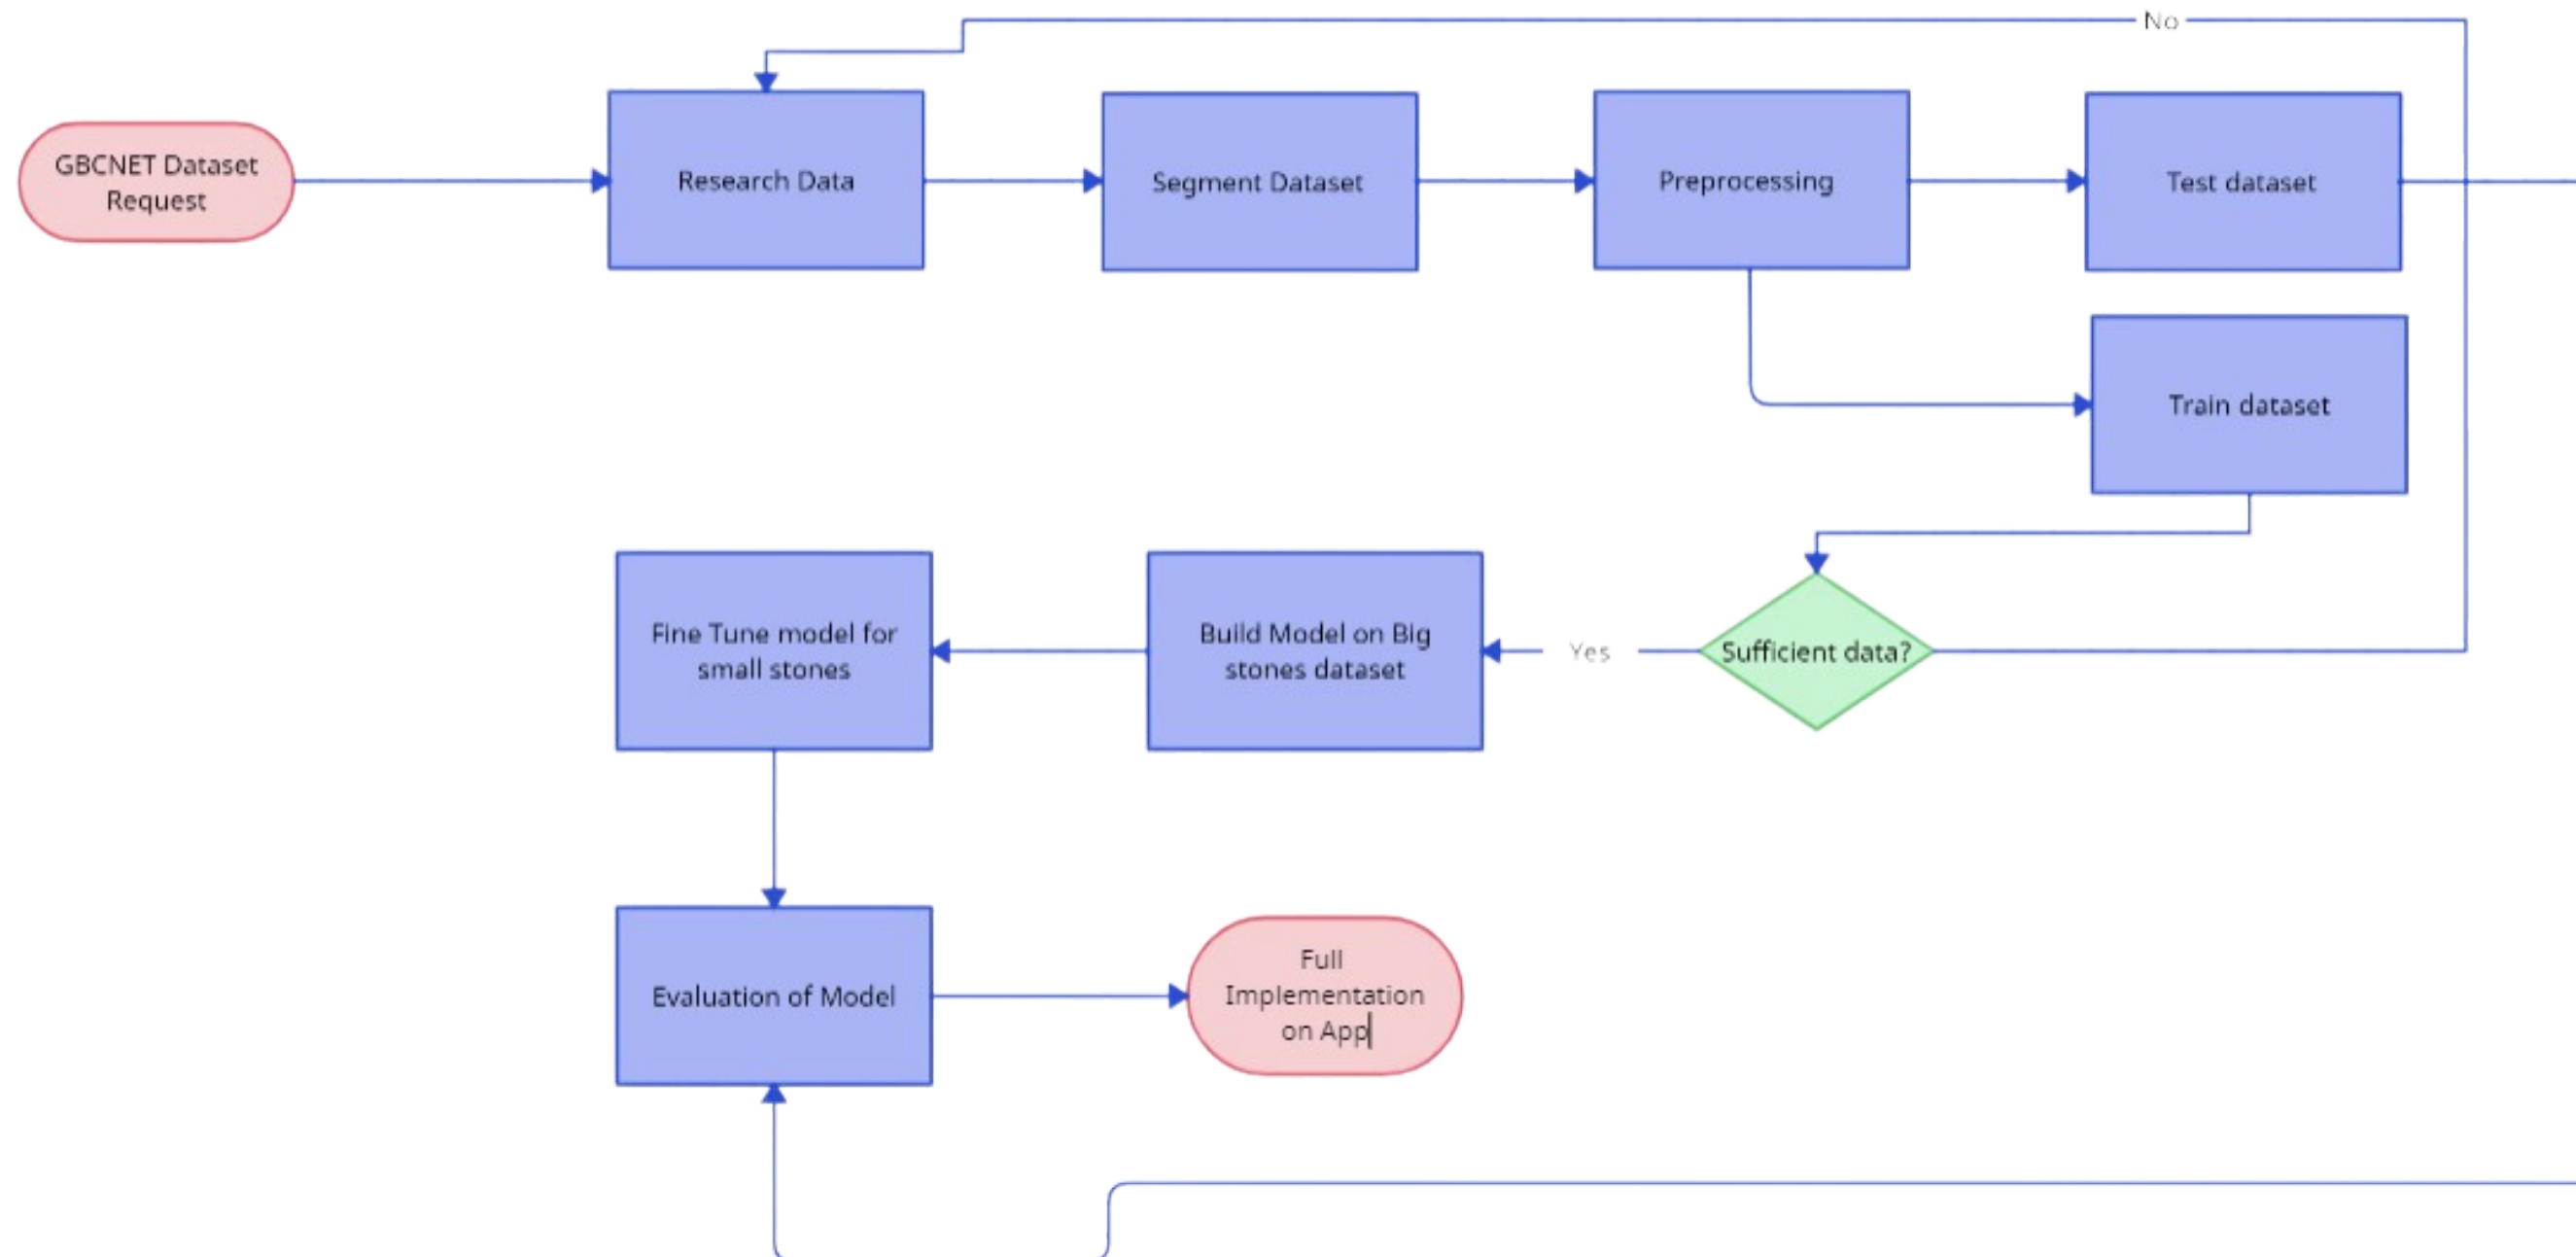 No
GBCNET Dataset
Request
Research Data
Segment Dataset
Preprocessing
Test dataset
Train dataset
Fine Tune model for
small stones
Build Model on Big
stones dataset
Yes
Sufficient data?
Evaluation of Model
Full
Implementation
on App